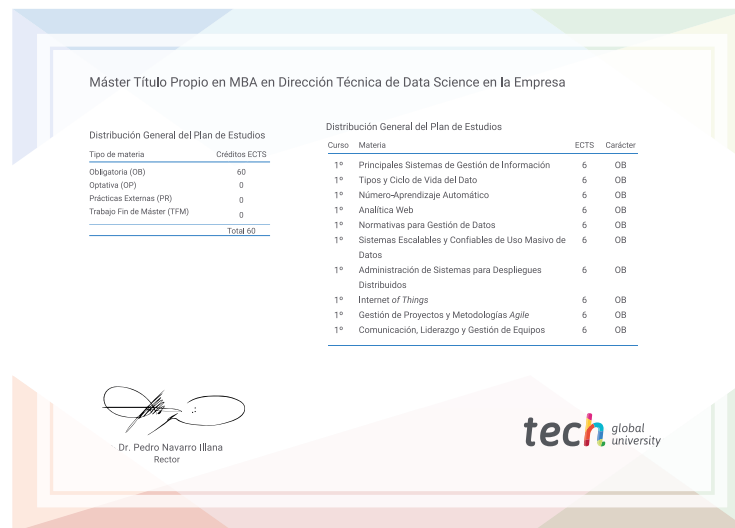 Máster Título Propio en MBA en Dirección Técnica de Data Science en la Empresa
Distribución General del Plan de Estudios
Tipo de materia Créditos ECTS
Obligatoria (OB) 60
Optativa (OP) 0
Prácticas Externas (PR) 0
Trabajo Fin de Máster (TFM) 0
Total 60
Distribución General del Plan de Estudios
Curso Materia ECTS Carácter
1º Principales Sistemas de Gestión de Información 6 OB
1º Tipos y Ciclo de Vida del Dato 6 OB
1º Número-Aprendizaje Automático 6 OB
1º Analítica Web 6 OB
1º Normativas para Gestión de Datos 6 OB
1º Sistemas Escalables y Confiables de Uso Masivo de 6 OB
Datos
1º Administración de Sistemas para Despliegues 6 OB
Distribuidos
1º Internet of Things 6 OB
1º Gestión de Proyectos y Metodologías Agile 6 OB
1º Comunicación, Liderazgo y Gestión de Equipos 6 OB
Dr. Pedro Navarro Illana
Rector
tech global
university